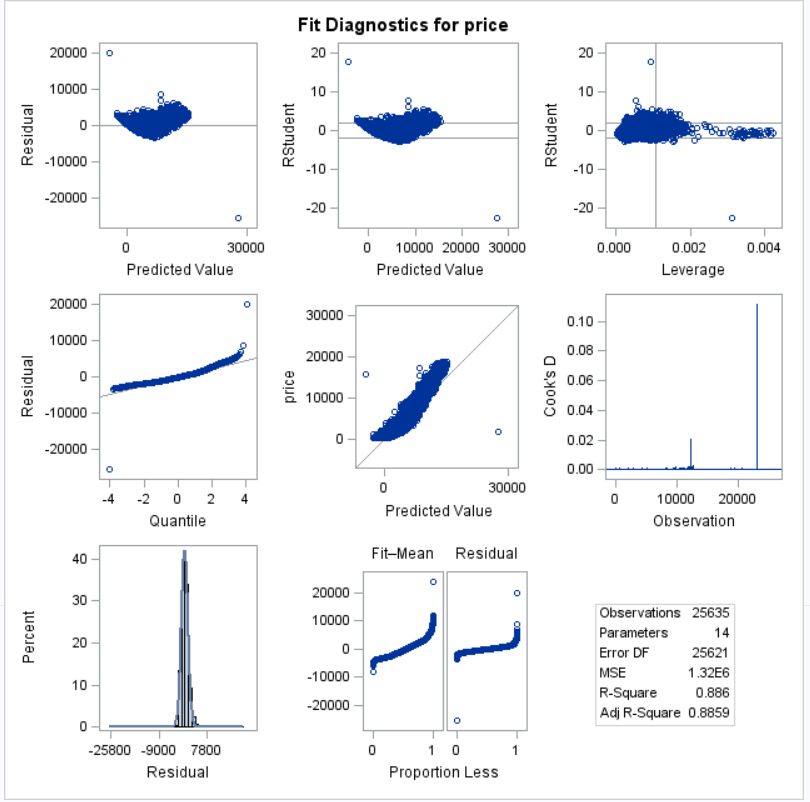 Fit Diagnostics for price
20000
10000
0
-10000
-20000
Residual
0 30000
Predicted Value
20
10
0
-10
-20
RStudent
0 10000 20000 30000
Predicted Value
20
10
0
-10
-20
RStudent
0.000 0.002 0.004
Leverage
20000
10000
0
-10000
-20000
Residual
-4 -2 0 2 4
Quantile
30000
20000
10000
0
price
0 30000
Predicted Value
0.10
0.08
0.06
0.04
0.02
0.00
Cook's D
0 10000 20000
Observation
40
30
20
10
0
Percent
-25800 -9000 7800
Residual
Fit–Mean Residual
20000
10000
0
-10000
-20000
0 1 0 1
Proportion Less
Observations 25635
Parameters 14
Error DF 25621
MSE 1.32E6
R-Square 0.886
Adj R-Square 0.8859